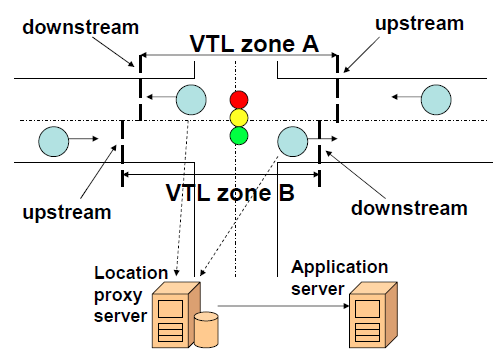 downstream
VTL zone A
upstream
upstream
VTL zone B
downstream
Location
proxy
server
Application
server